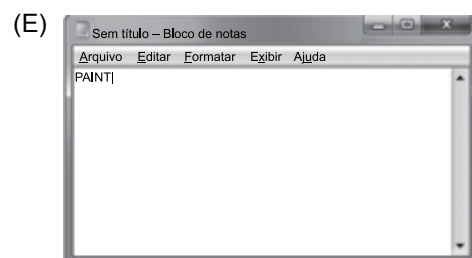 (E)
Sem título – Bloco de notas
Arquivo Editar Formatar Exibir Ajuda
PAINT